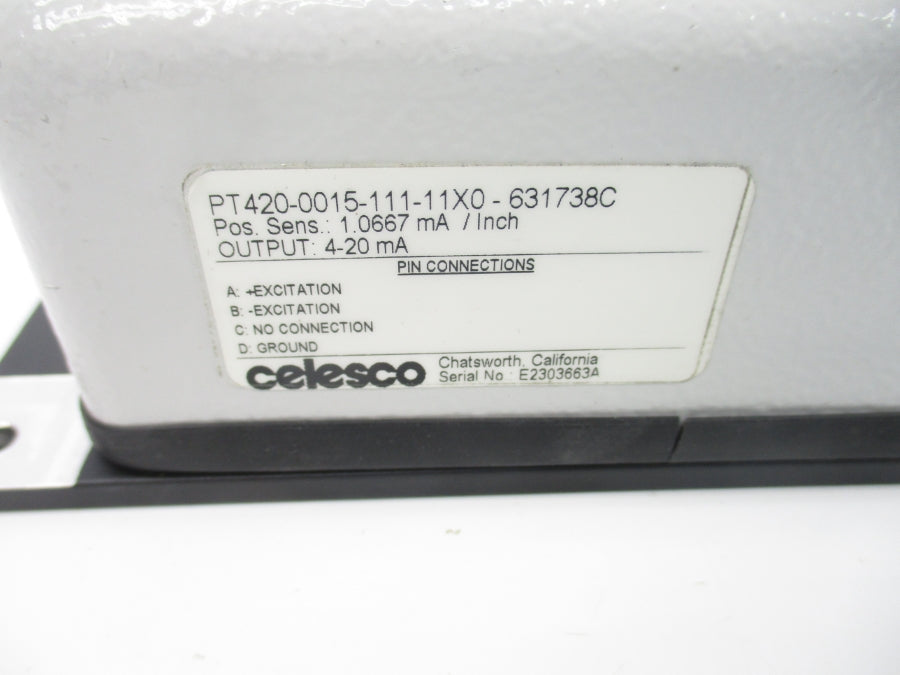 PT420-0015-111-11X0 - 631738C
Pos. Sens.: 1.0667 mA / Inch
OUTPUT: 4-20 mA
PIN CONNECTIONS
A: +EXCITATION
B: -EXCITATION
C: NO CONNECTION
D: GROUND
celesco Chatsworth, California
Serial No : E2303663A